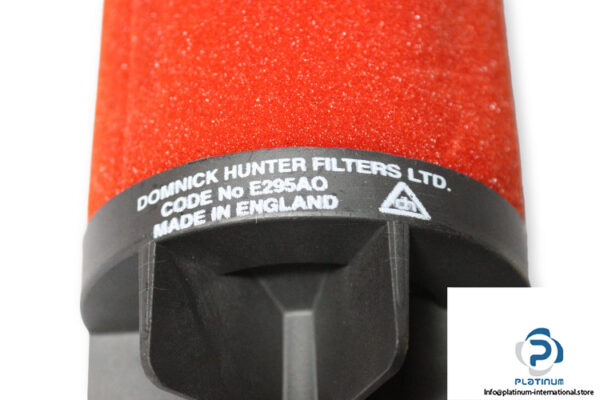 DOMNICK HUNTER FILTERS LTD.
CODE No E295AO
MADE IN ENGLAND
PLATINUM
Info@platinum-international.store